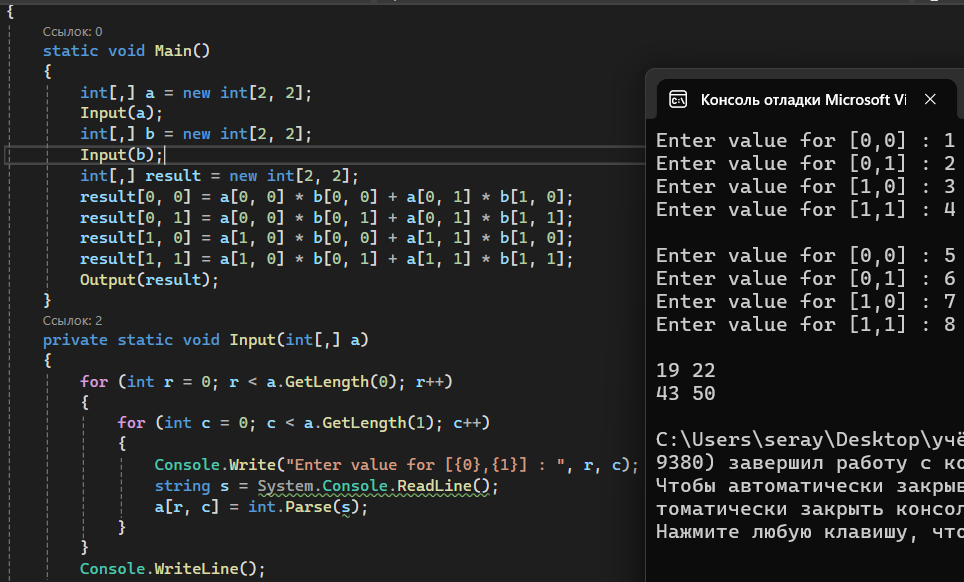 {
Ссылок: 0
static void Main()
{
int[,] a = new int[2, 2];
Input(a);
int[,] b = new int[2, 2];
Input(b);
int[,] result = new int[2, 2];
result[0, 0] = a[0, 0] * b[0, 0] + a[0, 1] * b[1, 0];
result[0, 1] = a[0, 0] * b[0, 1] + a[0, 1] * b[1, 1];
result[1, 0] = a[1, 0] * b[0, 0] + a[1, 1] * b[1, 0];
result[1, 1] = a[1, 0] * b[0, 1] + a[1, 1] * b[1, 1];
Output(result);
}
Ссылок: 2
private static void Input(int[,] a)
{
for (int r = 0; r < a.GetLength(0); r++)
{
for (int c = 0; c < a.GetLength(1); c++)
{
Console.Write("Enter value for [{0},{1}] : ", r, c);
string s = System.Console.ReadLine();
a[r, c] = int.Parse(s);
}
}
Console.WriteLine();
Консоль отладки Microsoft Vi
Enter value for [0,0] : 1
Enter value for [0,1] : 2
Enter value for [1,0] : 3
Enter value for [1,1] : 4
Enter value for [0,0] : 5
Enter value for [0,1] : 6
Enter value for [1,0] : 7
Enter value for [1,1] : 8
19 22
43 50
C:\Users\seray\Desktop\учё
9380) завершил работу с ко
Чтобы автоматически закрыв
томатически закрыть консол
Нажмите любую клавишу, что